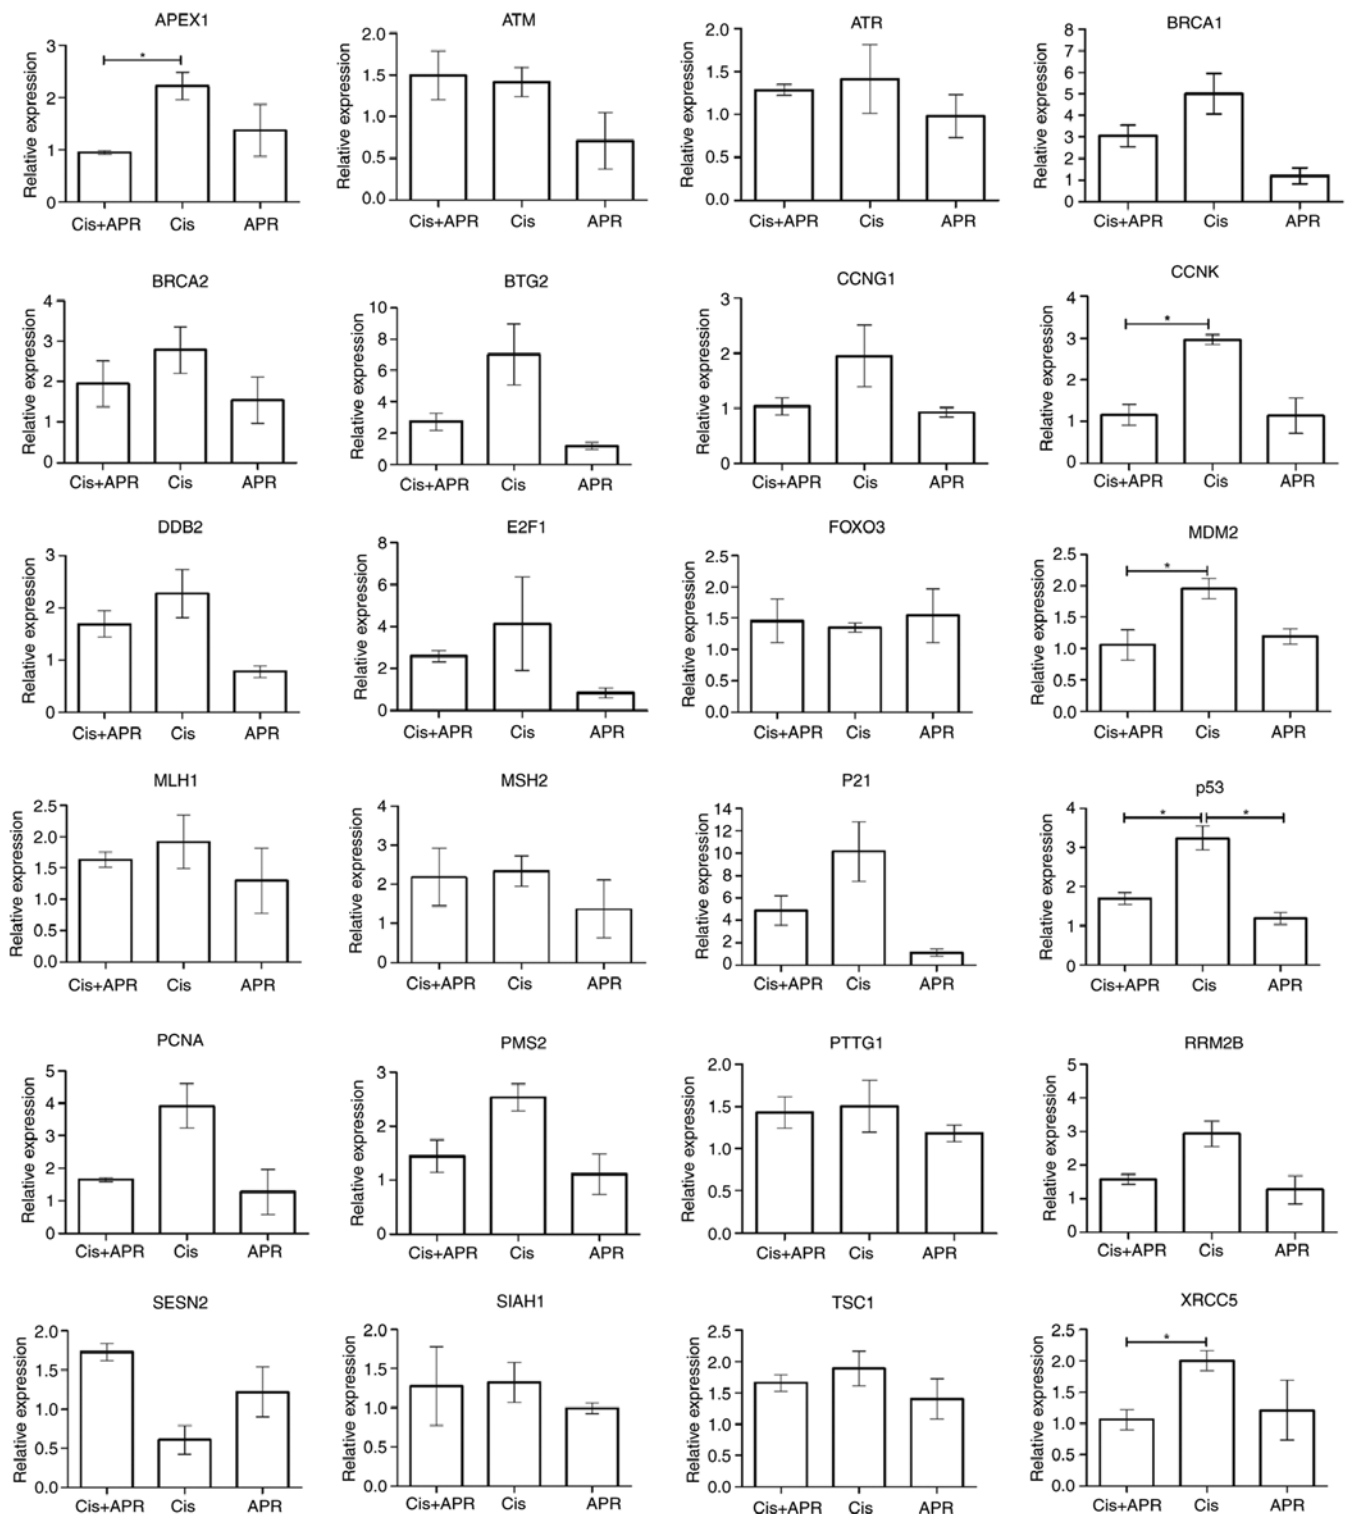 APEX1
Relative expression
3
2
1
0
*
Cis+APR Cis APR
ATM
Relative expression
2.0
1.5
1.0
0.5
0.0
Cis+APR Cis APR
ATR
Relative expression
2.0
1.5
1.0
0.5
0.0
Cis+APR Cis APR
BRCA1
Relative expression
8
7
6
5
4
3
2
1
0
Cis+APR Cis APR
BRCA2
Relative expression
4
3
2
1
0
Cis+APR Cis APR
BTG2
Relative expression
10
8
6
4
2
0
Cis+APR Cis APR
CCNG1
Relative expression
3
2
1
0
Cis+APR Cis APR
CCNK
Relative expression
4
3
2
1
0
*
Cis+APR Cis APR
DDB2
Relative expression
3
2
1
0
Cis+APR Cis APR
E2F1
Relative expression
8
6
4
2
0
Cis+APR Cis APR
FOXO3
Relative expression
2.5
2.0
1.5
1.0
0.5
0.0
Cis+APR Cis APR
MDM2
Relative expression
2.5
2.0
1.5
1.0
0.5
0.0
*
Cis+APR Cis APR
MLH1
Relative expression
2.5
2.0
1.5
1.0
0.5
0.0
Cis+APR Cis APR
MSH2
Relative expression
4
3
2
1
0
Cis+APR Cis APR
P21
Relative expression
14
12
10
8
6
4
2
0
Cis+APR Cis APR
p53
Relative expression
4
3
2
1
0
* *
Cis+APR Cis APR
PCNA
Relative expression
5
4
3
2
1
0
Cis+APR Cis APR
PMS2
Relative expression
3
2
1
0
Cis+APR Cis APR
PTTG1
Relative expression
2.0
1.5
1.0
0.5
0.0
Cis+APR Cis APR
RRM2B
Relative expression
5
4
3
2
1
0
Cis+APR Cis APR
SESN2
Relative expression
2.0
1.5
1.0
0.5
0.0
Cis+APR Cis APR
SIAH1
Relative expression
2.0
1.5
1.0
0.5
0.0
Cis+APR Cis APR
TSC1
Relative expression
2.5
2.0
1.5
1.0
0.5
0.0
Cis+APR Cis APR
XRCC5
Relative expression
2.5
2.0
1.5
1.0
0.5
0.0
*
Cis+APR Cis APR